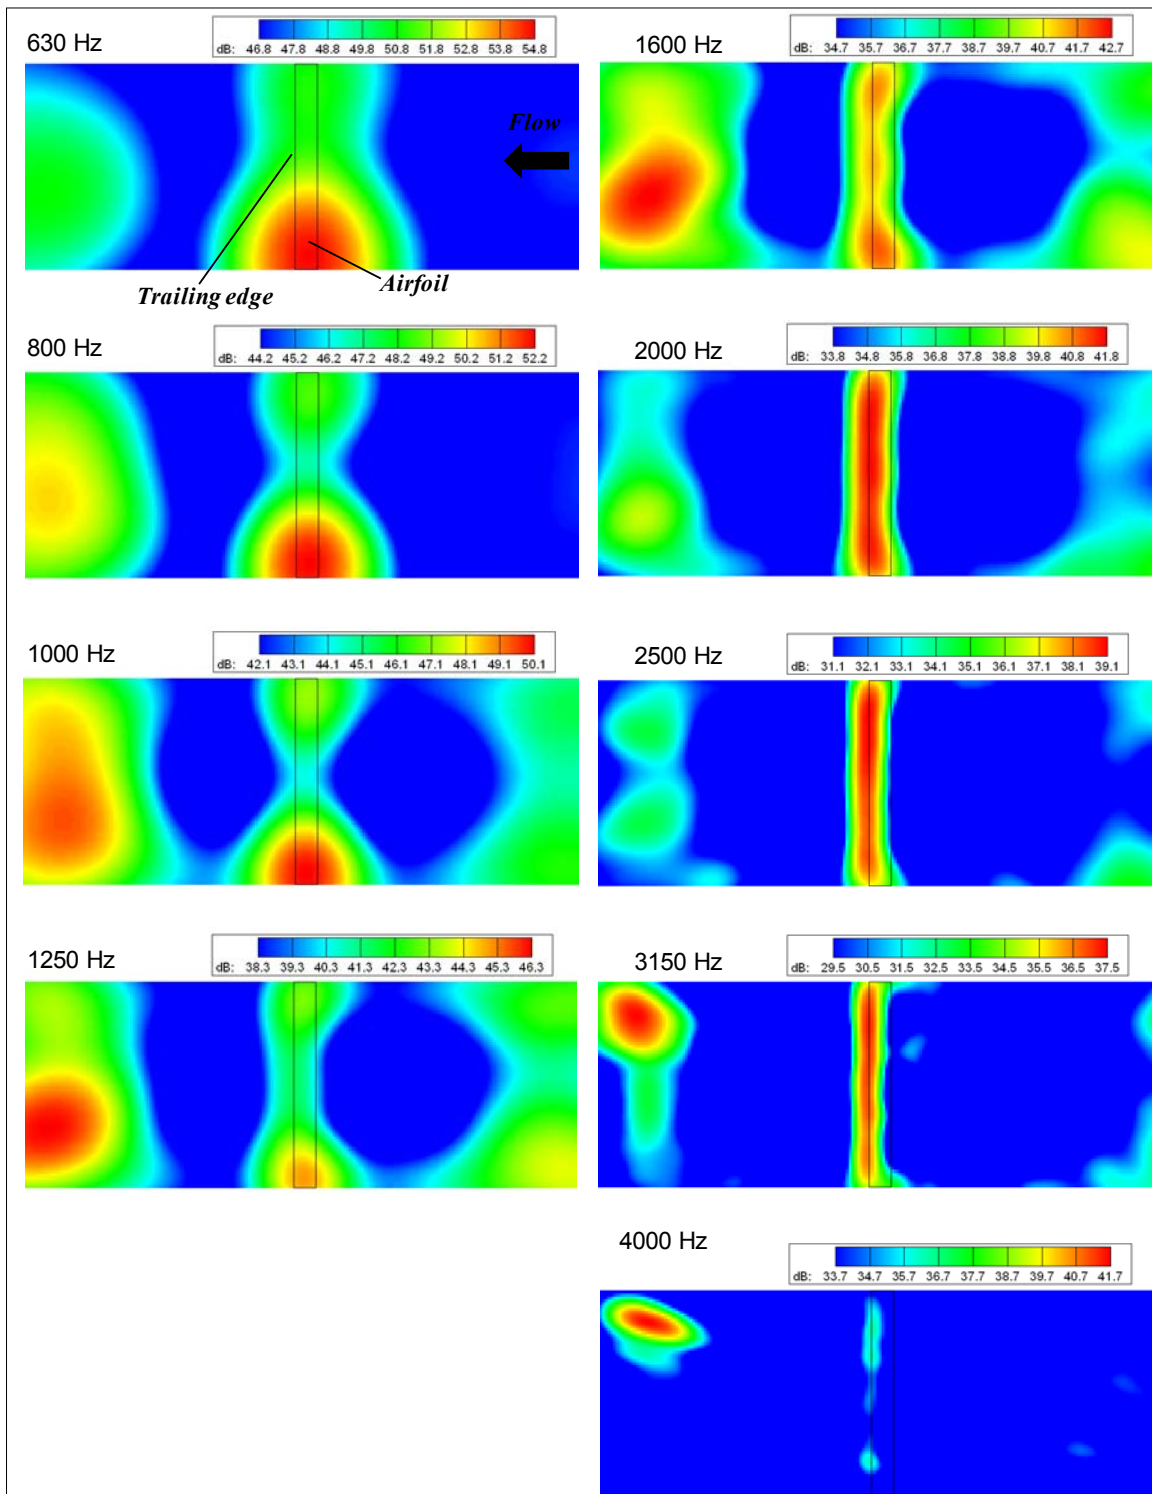 630 Hz
dB: 46.8 47.8 48.8 49.8 50.8 51.8 52.8 53.8 54.8
Flow
Trailing edge
Airfoil
800 Hz
dB: 44.2 45.2 46.2 47.2 48.2 49.2 50.2 51.2 52.2
1000 Hz
dB: 42.1 43.1 44.1 45.1 46.1 47.1 48.1 49.1 50.1
1250 Hz
dB: 38.3 39.3 40.3 41.3 42.3 43.3 44.3 45.3 46.3
1600 Hz
dB: 34.7 35.7 36.7 37.7 38.7 39.7 40.7 41.7 42.7
2000 Hz
dB: 33.8 34.8 35.8 36.8 37.8 38.8 39.8 40.8 41.8
2500 Hz
dB: 31.1 32.1 33.1 34.1 35.1 36.1 37.1 38.1 39.1
3150 Hz
dB: 29.5 30.5 31.5 32.5 33.5 34.5 35.5 36.5 37.5
4000 Hz
dB: 33.7 34.7 35.7 36.7 37.7 38.7 39.7 40.7 41.7